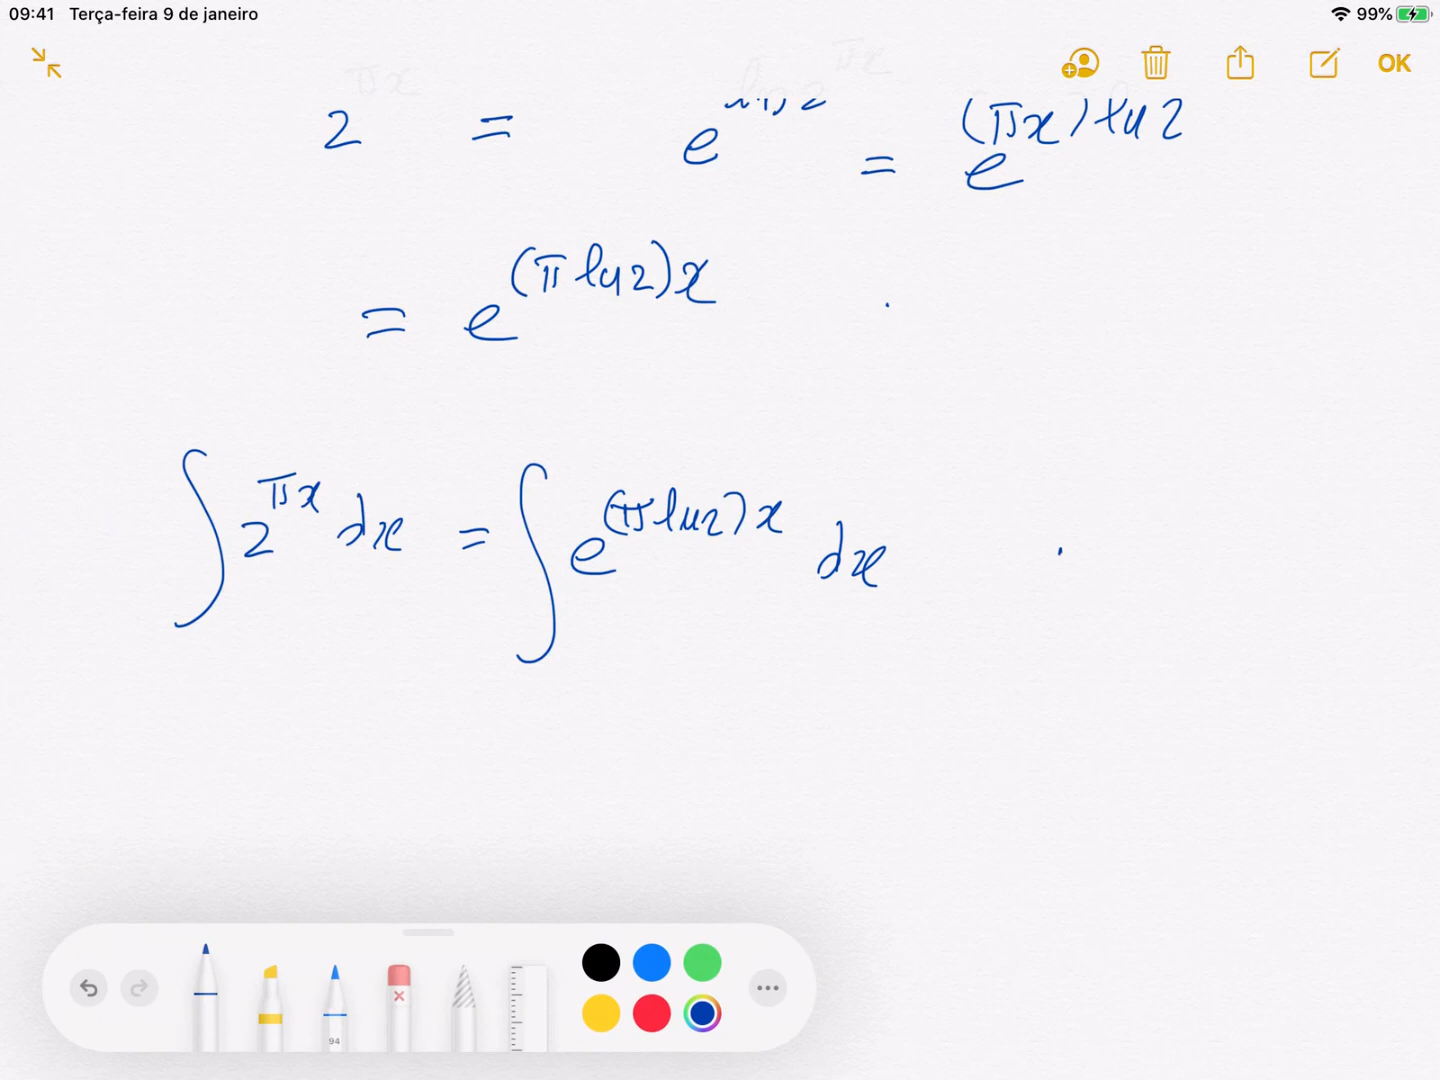 09:41 Terça-feira 9 de janeiro 99%
OK
2 = e = e^{(πx) ln 2}
= e^{(π ln 2)x}
∫ 2^{πx} dx = ∫ e^{(π ln 2)x} dx
94